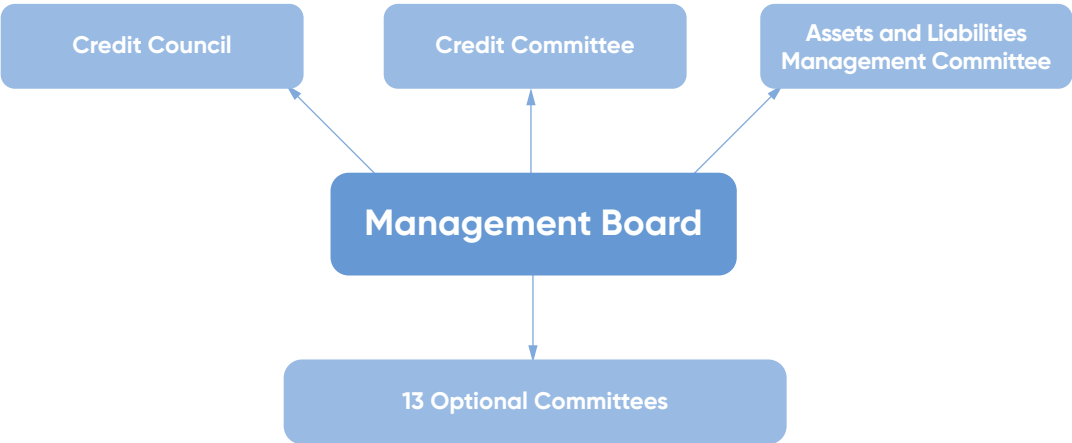 Credit Council
Credit Committee
Assets and Liabilities
Management Committee
Management Board
13 Optional Committees